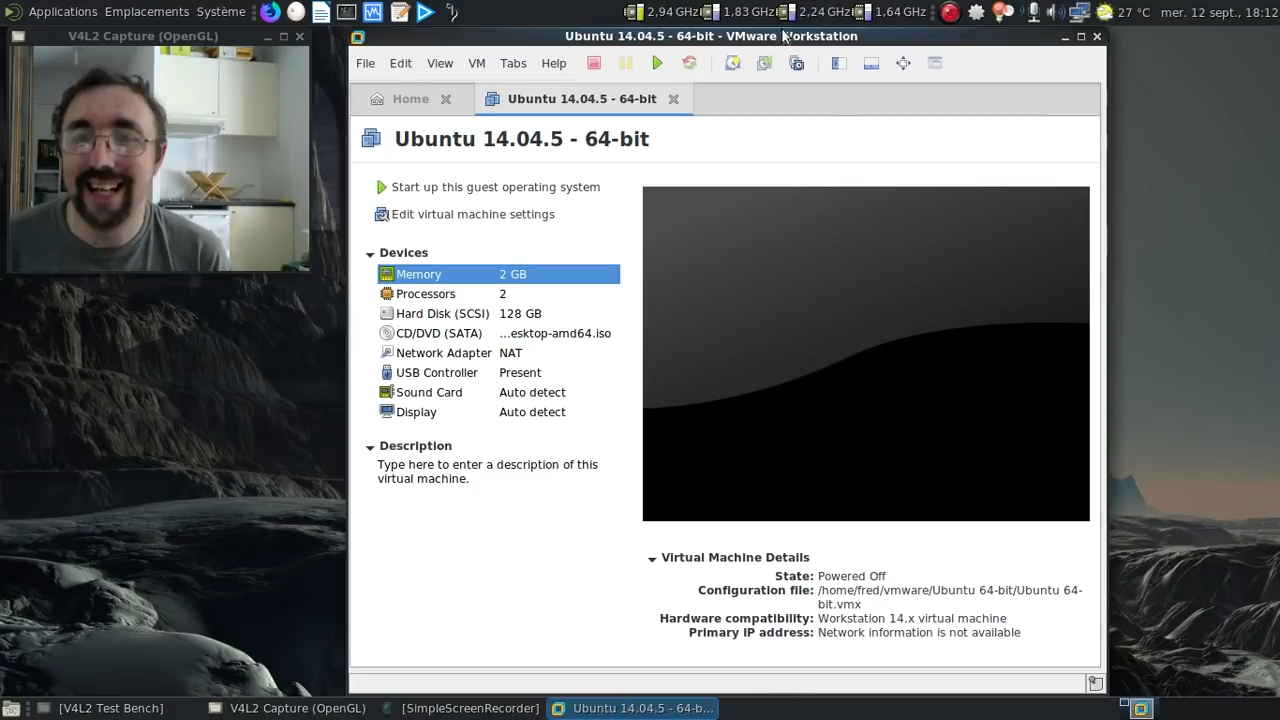 Applications Emplacements Système
2,94 GHz 1,83 GHz 2,24 GHz 1,64 GHz 27 °C mer. 12 sept., 18:12
V4L2 Capture (OpenGL)
Ubuntu 14.04.5 - 64-bit - VMware Workstation
File Edit View VM Tabs Help
Home Ubuntu 14.04.5 - 64-bit
Ubuntu 14.04.5 - 64-bit
Start up this guest operating system
Edit virtual machine settings
Devices
Memory 2 GB
Processors 2
Hard Disk (SCSI) 128 GB
CD/DVD (SATA) ...esktop-amd64.iso
Network Adapter NAT
USB Controller Present
Sound Card Auto detect
Display Auto detect
Description
Type here to enter a description of this
virtual machine.
Virtual Machine Details
State: Powered Off
Configuration file: /home/fred/vmware/Ubuntu 64-bit/Ubuntu 64-
bit.vmx
Hardware compatibility: Workstation 14.x virtual machine
Primary IP address: Network information is not available
[V4L2 Test Bench] V4L2 Capture (OpenGL) [SimpleScreenRecorder] Ubuntu 14.04.5 - 64-b...